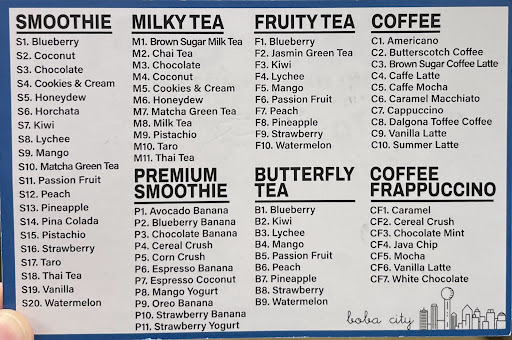 SMOOTHIE
S1. Blueberry
S2. Coconut
S3. Chocolate
S4. Cookies & Cream
S5. Honeydew
S6. Horchata
S7. Kiwi
S8. Lychee
S9. Mango
S10. Matcha Green Tea
S11. Passion Fruit
S12. Peach
S13. Pineapple
S14. Pina Colada
S15. Pistachio
S16. Strawberry
S17. Taro
S18. Thai Tea
S19. Vanilla
S20. Watermelon
MILKY TEA
M1. Brown Sugar Milk Tea
M2. Chai Tea
M3. Chocolate
M4. Coconut
M5. Cookies & Cream
M6. Honeydew
M7. Matcha Green Tea
M8. Milk Tea
M9. Pistachio
M10. Taro
M11. Thai Tea
PREMIUM
SMOOTHIE
P1. Avocado Banana
P2. Blueberry Banana
P3. Chocolate Banana
P4. Cereal Crush
P5. Corn Crush
P6. Espresso Banana
P7. Espresso Coconut
P8. Mango Yogurt
P9. Oreo Banana
P10. Strawberry Banana
P11. Strawberry Yogurt
FRUITY TEA
F1. Blueberry
F2. Jasmin Green Tea
F3. Kiwi
F4. Lychee
F5. Mango
F6. Passion Fruit
F7. Peach
F8. Pineapple
F9. Strawberry
F10. Watermelon
BUTTERFLY
TEA
B1. Blueberry
B2. Kiwi
B3. Lychee
B4. Mango
B5. Passion Fruit
B6. Peach
B7. Pineapple
B8. Strawberry
B9. Watermelon
COFFEE
C1. Americano
C2. Butterscotch Coffee
C3. Brown Sugar Coffee Latte
C4. Caffe Latte
C5. Caffe Mocha
C6. Caramel Macchiato
C7. Cappuccino
C8. Dalgona Toffee Coffee
C9. Vanilla Latte
C10. Summer Latte
COFFEE
FRAPPUCCINO
CF1. Caramel
CF2. Cereal Crush
CF3. Chocolate Mint
CF4. Java Chip
CF5. Mocha
CF6. Vanilla Latte
CF7. White Chocolate
boba city